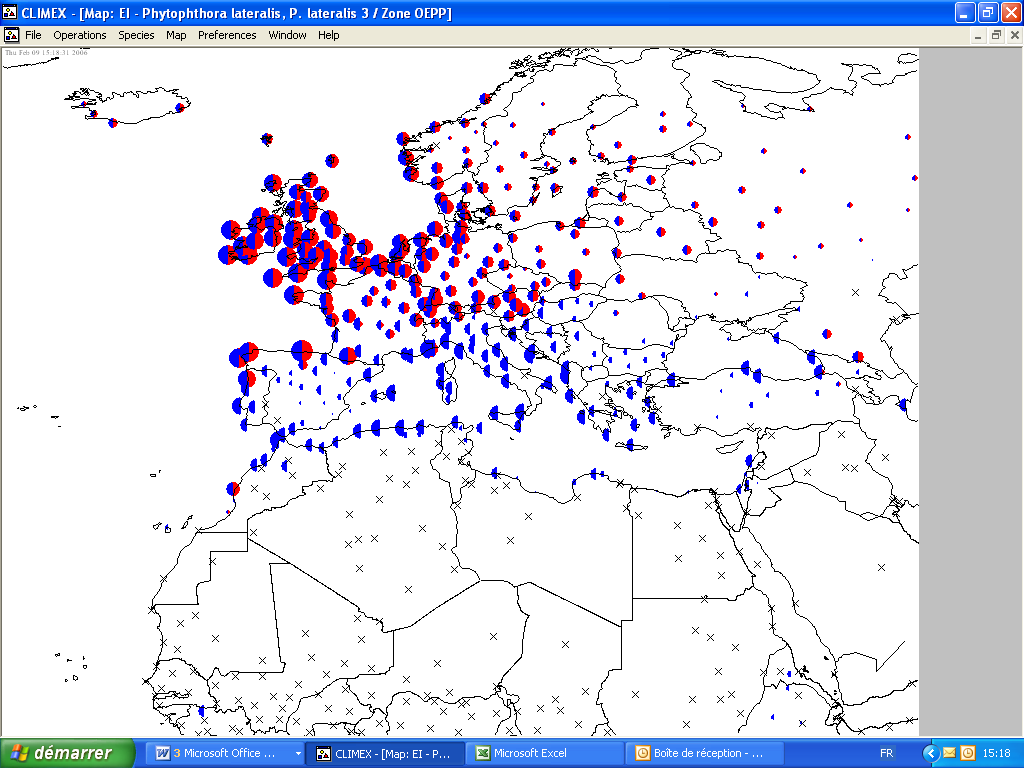 CLIMEX - [Map: EI - Phytophthora lateralis, P. lateralis 3 / Zone OEPP]
File Operations Species Map Preferences Window Help
Thu Feb 09 15:18:31 2006
démarrer 3 Microsoft Office ... CLIMEX - [Map: EI - P... Microsoft Excel Boîte de réception - ... FR 15:18